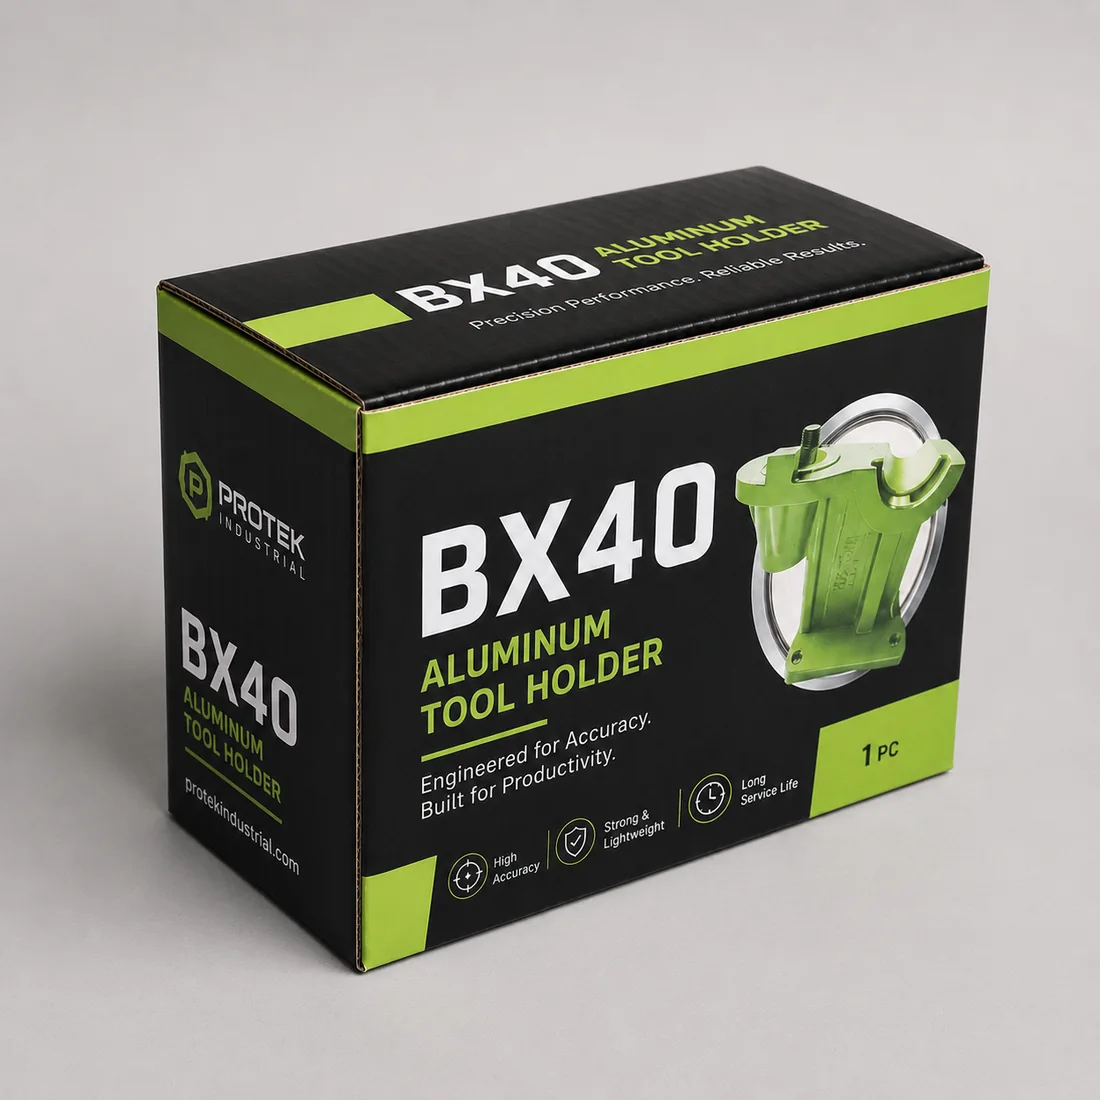 BX40
ALUMINUM
TOOL HOLDER
Precision Performance. Reliable Results.
P
PROTEK
INDUSTRIAL
BX40
ALUMINUM
TOOL HOLDER
protekindustrial.com
BX40
ALUMINUM
TOOL HOLDER
Engineered for Accuracy.
Built for Productivity.
High
Accuracy
Strong &
Lightweight
Long
Service Life
1 PC